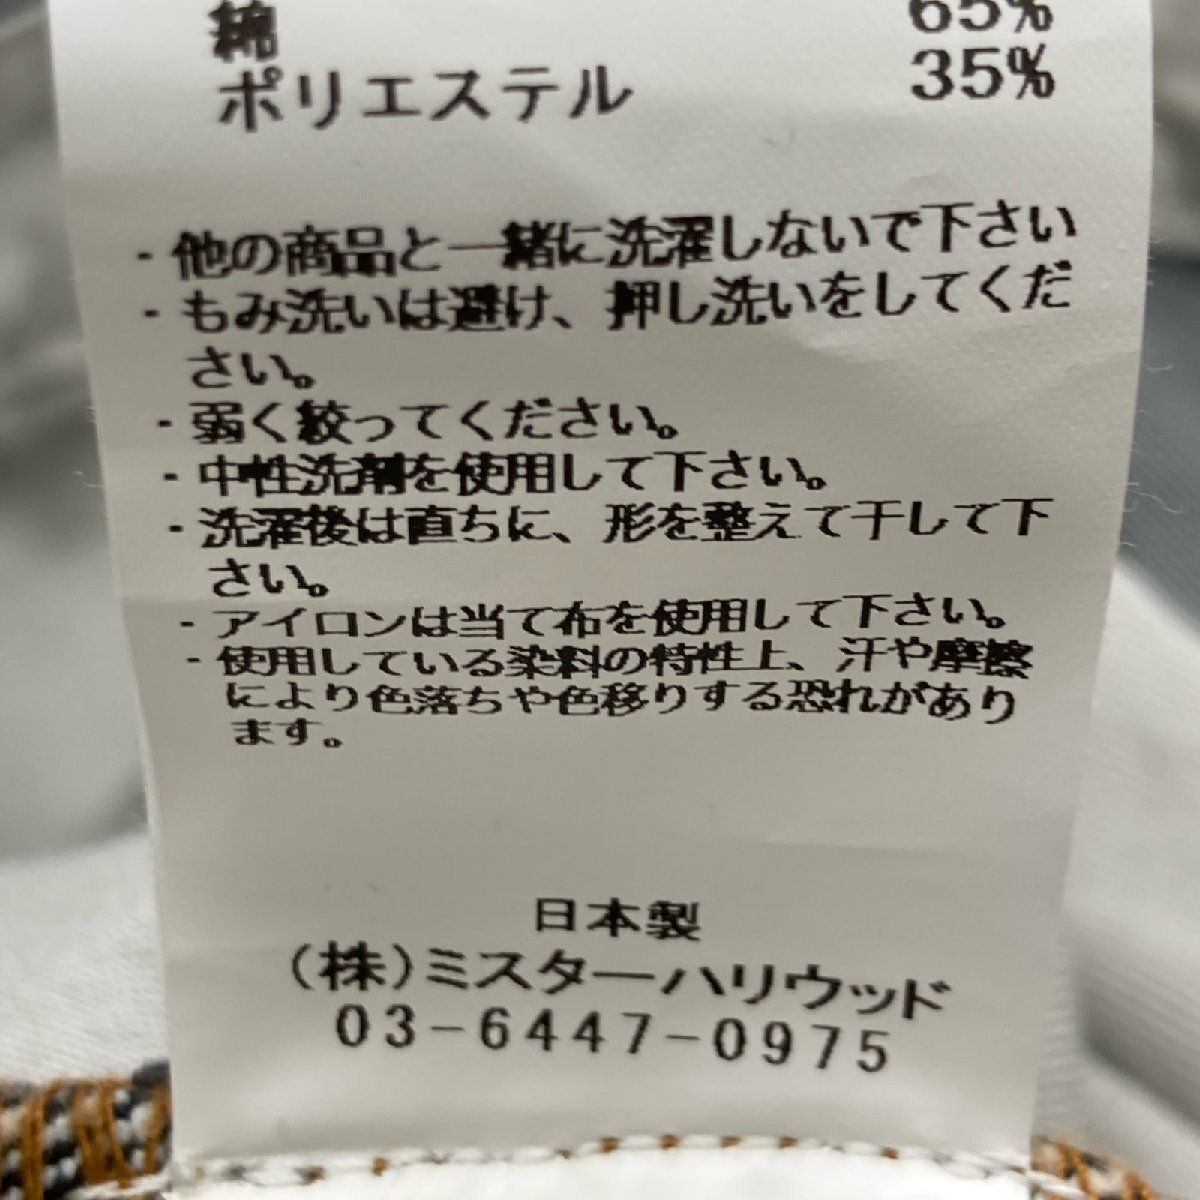 綿 65%
ポリエステル 35%
・他の商品と一緒に洗濯しないで下さい
・もみ洗いは避け、押し洗いをしてくだ
さい。
・弱く絞ってください。
・中性洗剤を使用して下さい。
・洗濯後は直ちに、形を整えて干して下
さい。
・アイロンは当て布を使用して下さい。
・使用している染料の特性上、汗や摩擦
により色落ちや色移りする恐れがあり
ます。
日本製
(株)ミスターハリウッド
03-6447-0975